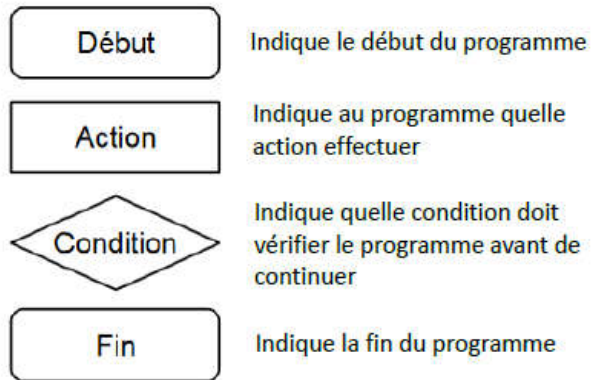 Début
Indique le début du programme
Action
Indique au programme quelle
action effectuer
Condition
Indique quelle condition doit
vérifier le programme avant de
continuer
Fin
Indique la fin du programme